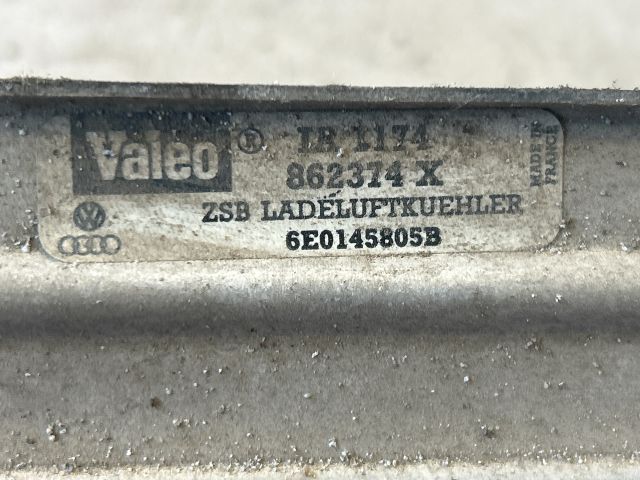 Valeo ® IR 1174
862374 X
ZSB LADELUFTKUEHLER
6E0145805B
MADE IN
FRANCE